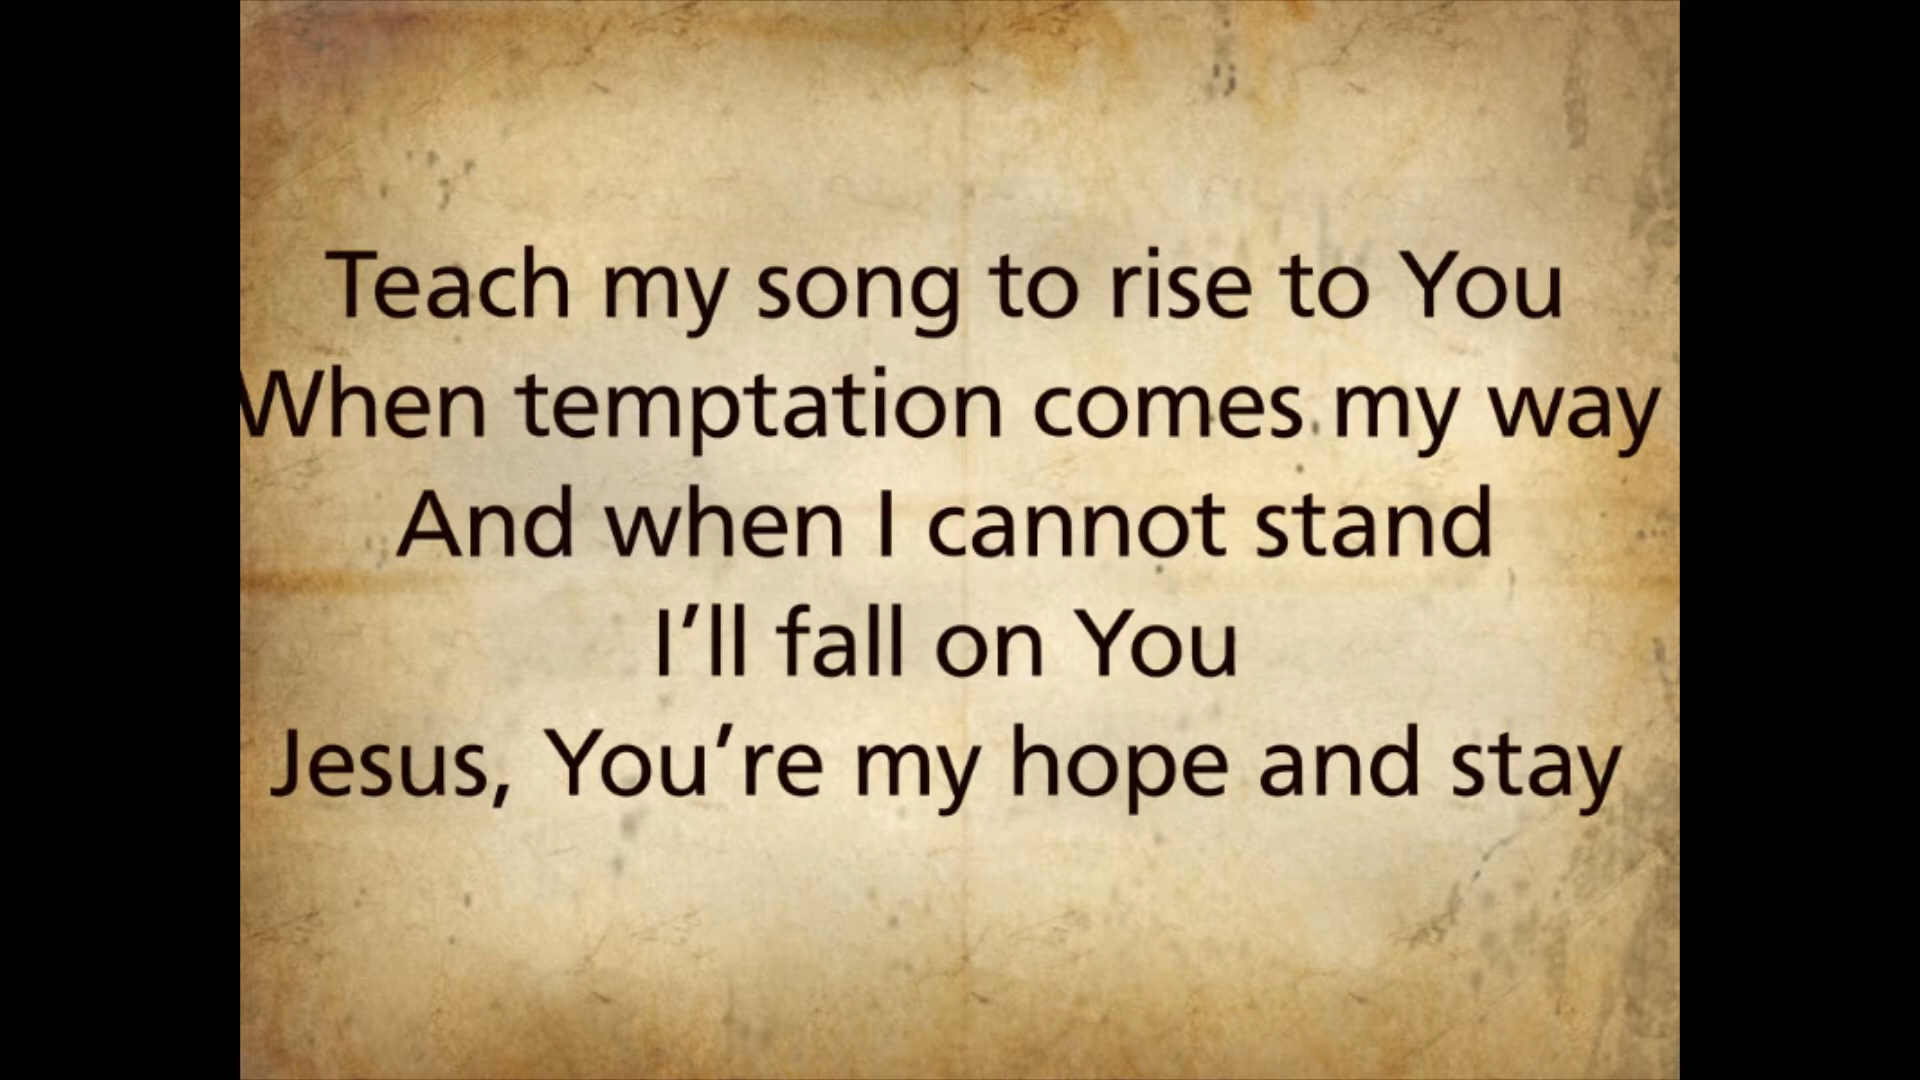 Teach my song to rise to You
When temptation comes my way
And when I cannot stand
I’ll fall on You
Jesus, You’re my hope and stay